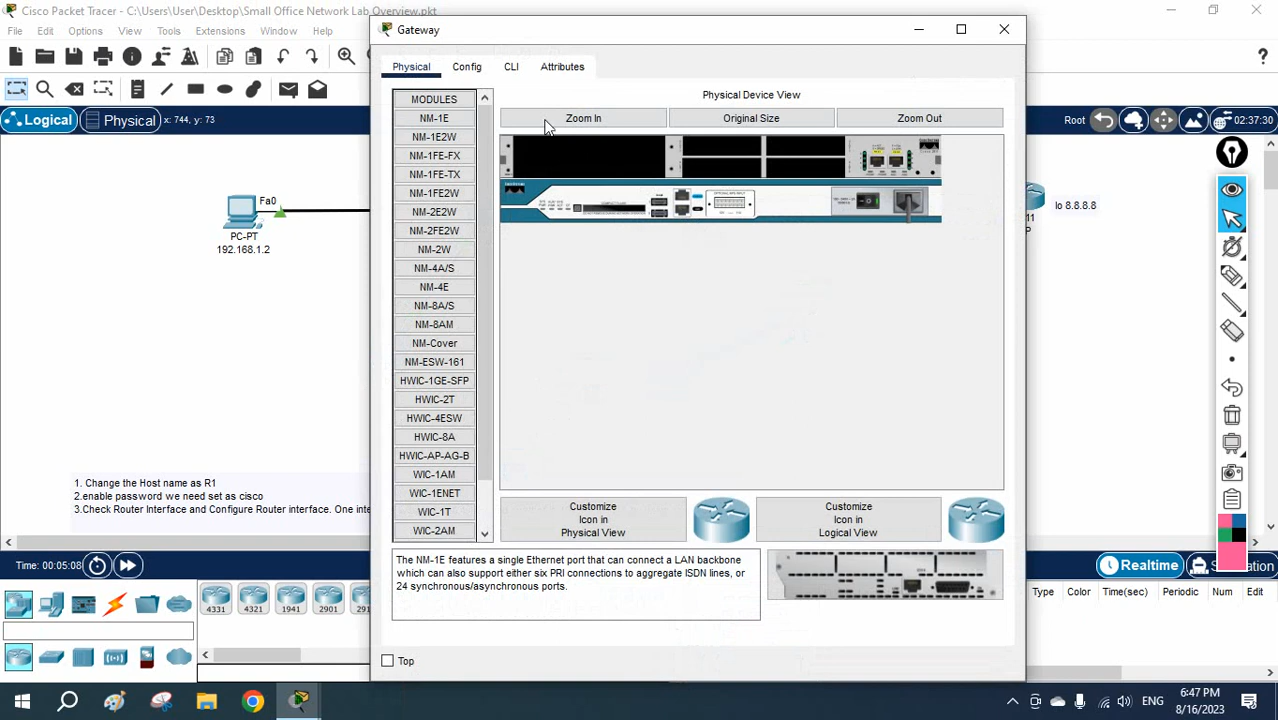 Cisco Packet Tracer - C:\Users\User\Desktop\Small Office Network Lab Overview.pkt
File Edit Options View Tools Extensions Window Help
Logical Physical x: 744, y: 73
Root 02:37:30
Gateway
Physical Config CLI Attributes
MODULES
NM-1E
NM-1E2W
NM-1FE-FX
NM-1FE-TX
NM-1FE2W
NM-2E2W
NM-2FE2W
NM-2W
NM-4A/S
NM-4E
NM-8A/S
NM-8AM
NM-Cover
NM-ESW-161
HWIC-1GE-SFP
HWIC-2T
HWIC-4ESW
HWIC-8A
HWIC-AP-AG-B
WIC-1AM
WIC-1ENET
WIC-1T
WIC-2AM
Physical Device View
Zoom In Original Size Zoom Out
Customize
Icon in
Physical View
Customize
Icon in
Logical View
The NM-1E features a single Ethernet port that can connect a LAN backbone
which can also support either six PRI connections to aggregate ISDN lines, or
24 synchronous/asynchronous ports.
Top
Fa0
PC-PT
192.168.1.2
11
P
lo 8.8.8.8
1. Change the Host name as R1
2.enable password we need set as cisco
3.Check Router Interface and Configure Router interface. One inte
Time: 00:05:08
Realtime
4331 4321 1941 2901 291
Type Color Time(sec) Periodic Num Edit
ENG
6:47 PM
8/16/2023